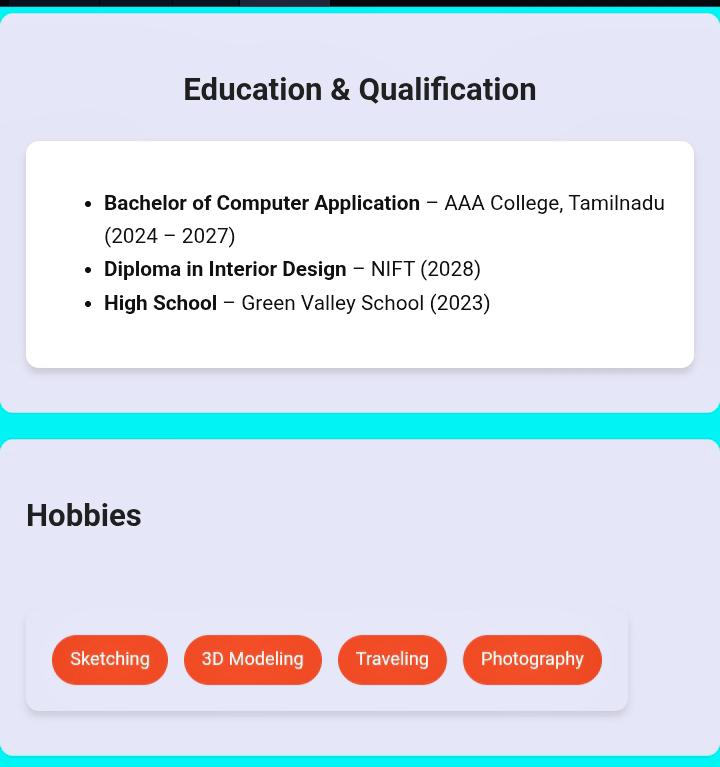 Education & Qualification
• Bachelor of Computer Application – AAA College, Tamilnadu
(2024 – 2027)
• Diploma in Interior Design – NIFT (2028)
• High School – Green Valley School (2023)
Hobbies
Sketching 3D Modeling Traveling Photography